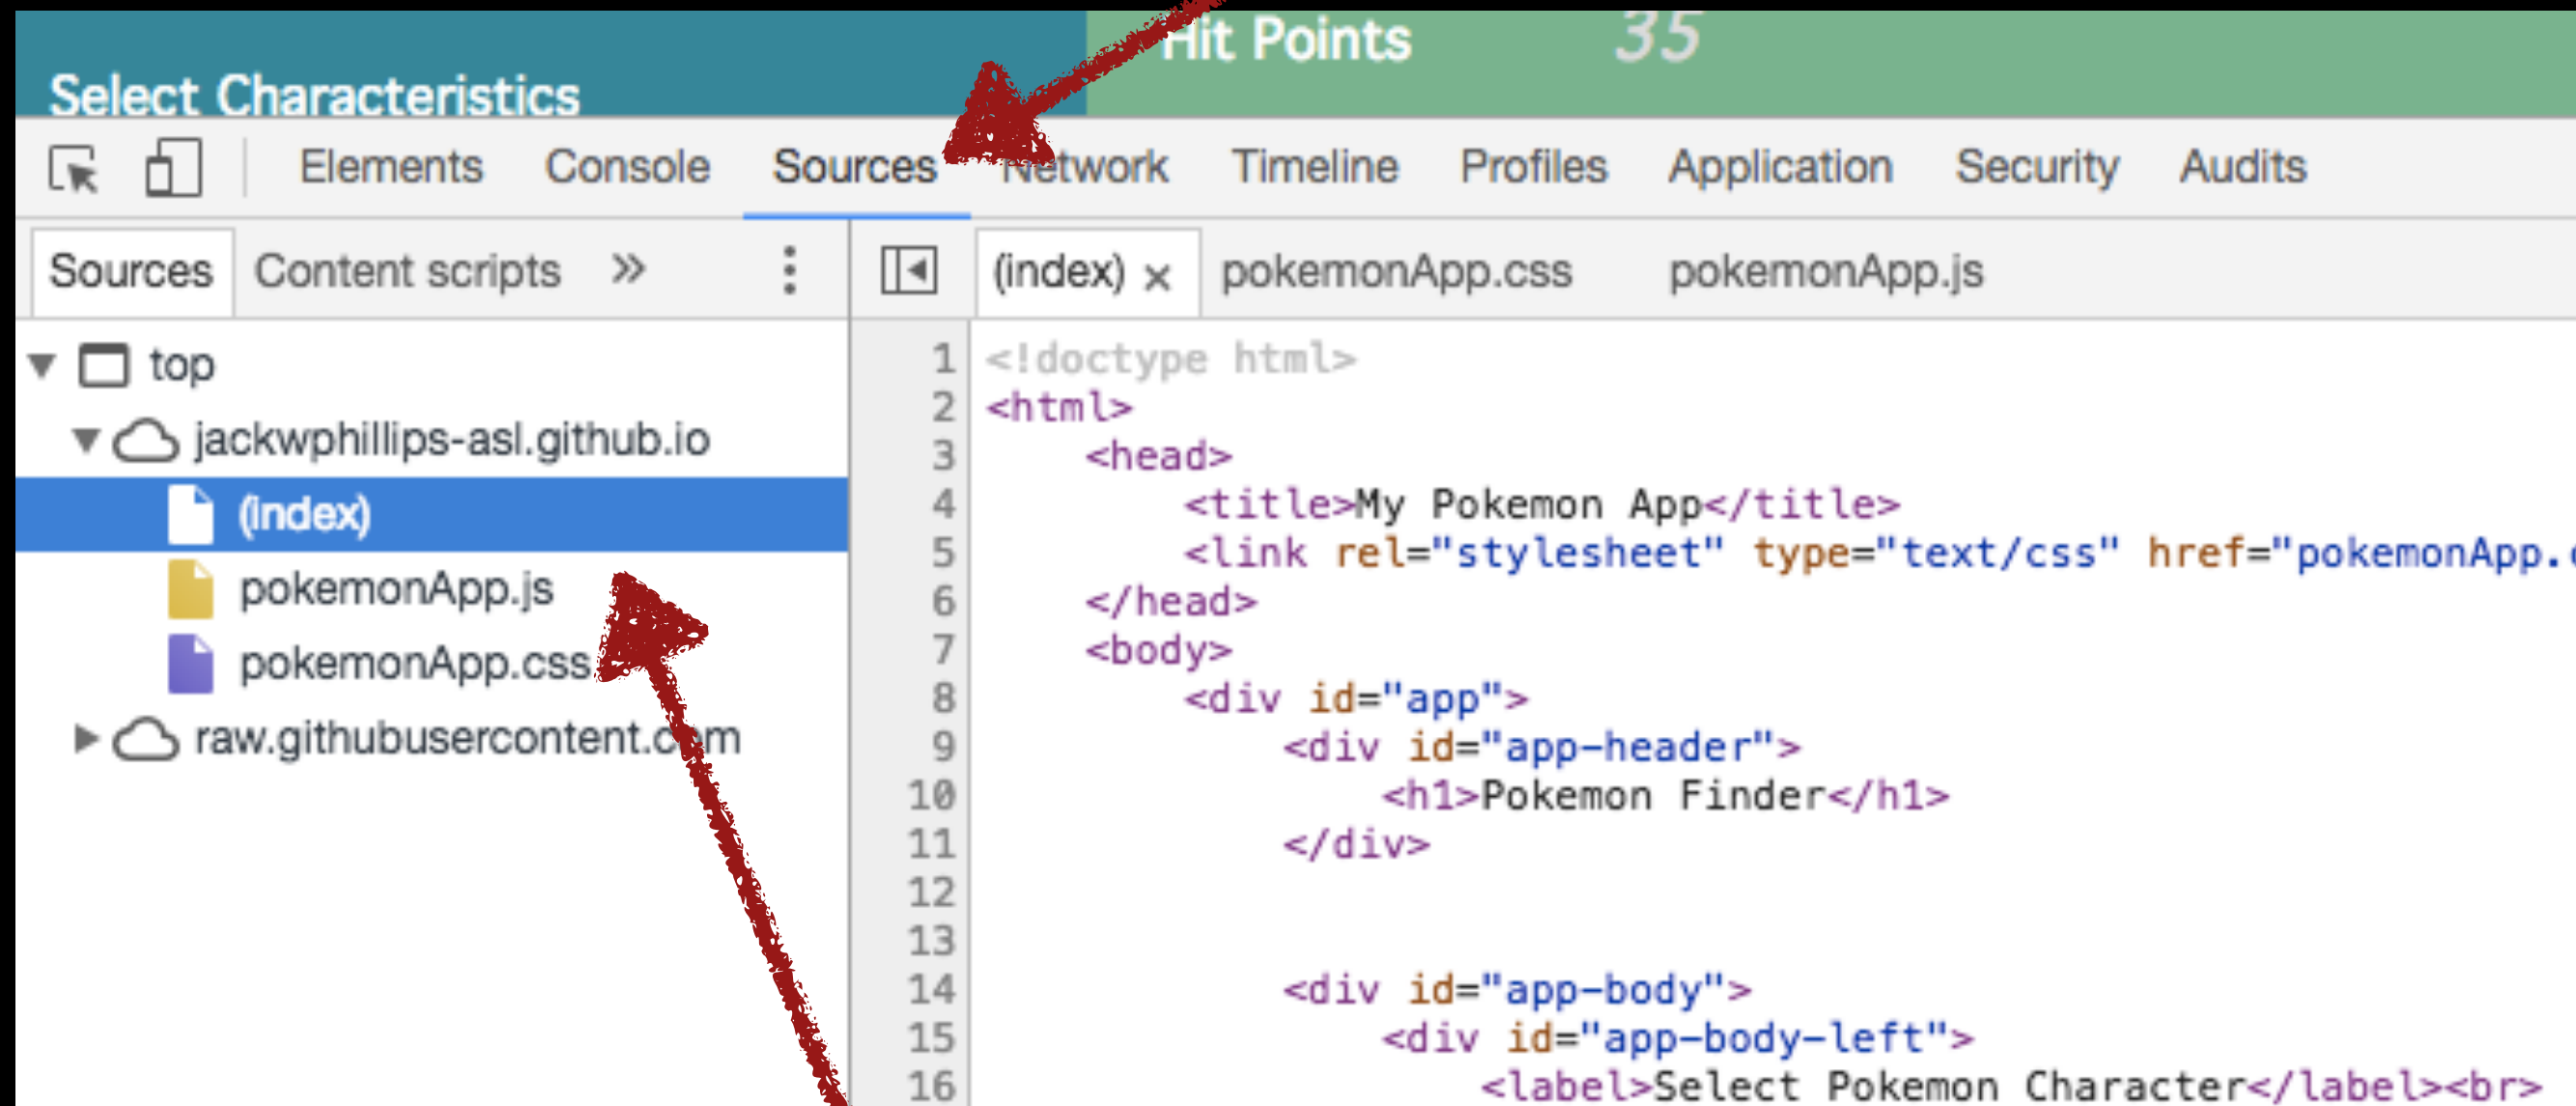 Hit Points 35
Select Characteristics
Elements Console Sources Network Timeline Profiles Application Security Audits
Sources Content scripts » (index) × pokemonApp.css pokemonApp.js
top
jackwphillips-asl.github.io
(index)
pokemonApp.js
pokemonApp.css
raw.githubusercontent.com
1 <!doctype html>
2 <html>
3 <head>
4 <title>My Pokemon App</title>
5 <link rel="stylesheet" type="text/css" href="pokemonApp.
6 </head>
7 <body>
8 <div id="app">
9 <div id="app-header">
10 <h1>Pokemon Finder</h1>
11 </div>
12
13
14 <div id="app-body">
15 <div id="app-body-left">
16 <label>Select Pokemon Character</label><br>